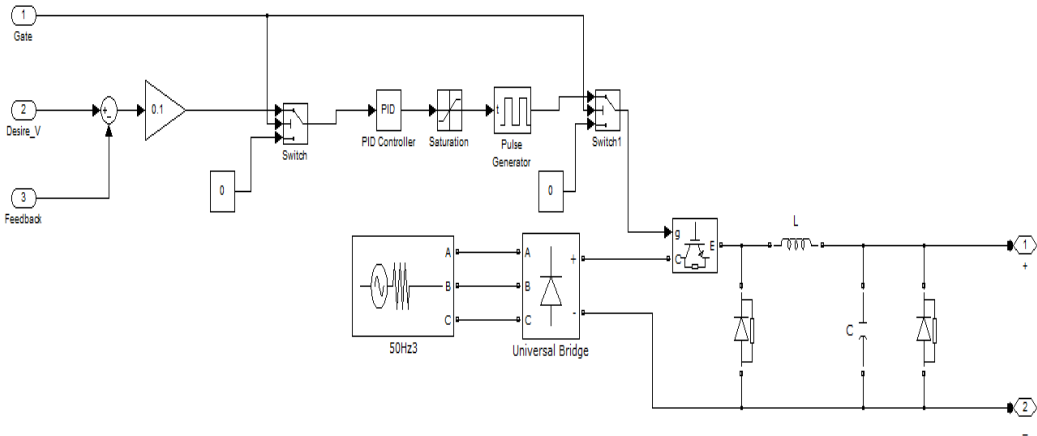 1
Gate
2
Desire_V
3
Feedback
+
-
0.1
Switch
0
PID
PID Controller
Saturation
t
Pulse
Generator
0
Switch1
A
B
C
50Hz3
A
B
C
+
-
Universal Bridge
g
C
E
L
C
1
+
2
-